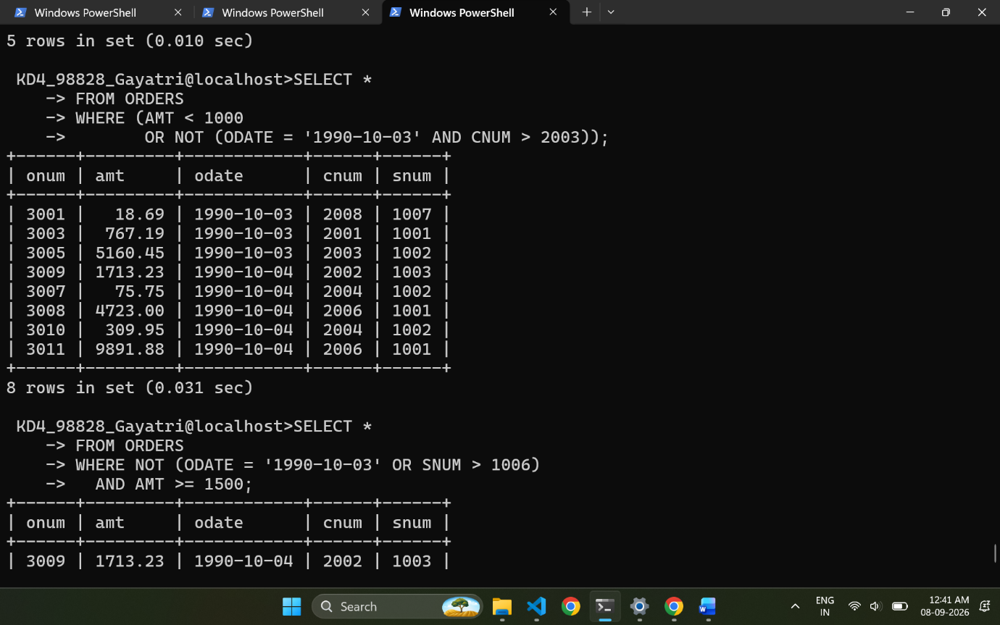 Windows PowerShell Windows PowerShell Windows PowerShell
5 rows in set (0.010 sec)
KD4_98828_Gayatri@localhost>SELECT *
    -> FROM ORDERS
    -> WHERE (AMT < 1000
    ->        OR NOT (ODATE = '1990-10-03' AND CNUM > 2003));
+------+---------+------------+------+------+
| onum | amt     | odate      | cnum | snum |
+------+---------+------------+------+------+
| 3001 |   18.69 | 1990-10-03 | 2008 | 1007 |
| 3003 |  767.19 | 1990-10-03 | 2001 | 1001 |
| 3005 | 5160.45 | 1990-10-03 | 2003 | 1002 |
| 3009 | 1713.23 | 1990-10-04 | 2002 | 1003 |
| 3007 |   75.75 | 1990-10-04 | 2004 | 1002 |
| 3008 | 4723.00 | 1990-10-04 | 2006 | 1001 |
| 3010 |  309.95 | 1990-10-04 | 2004 | 1002 |
| 3011 | 9891.88 | 1990-10-04 | 2006 | 1001 |
+------+---------+------------+------+------+
8 rows in set (0.031 sec)
KD4_98828_Gayatri@localhost>SELECT *
    -> FROM ORDERS
    -> WHERE NOT (ODATE = '1990-10-03' OR SNUM > 1006)
    ->   AND AMT >= 1500;
+------+---------+------------+------+------+
| onum | amt     | odate      | cnum | snum |
+------+---------+------------+------+------+
| 3009 | 1713.23 | 1990-10-04 | 2002 | 1003 |
Search
ENG
IN
12:41 AM
08-09-2026